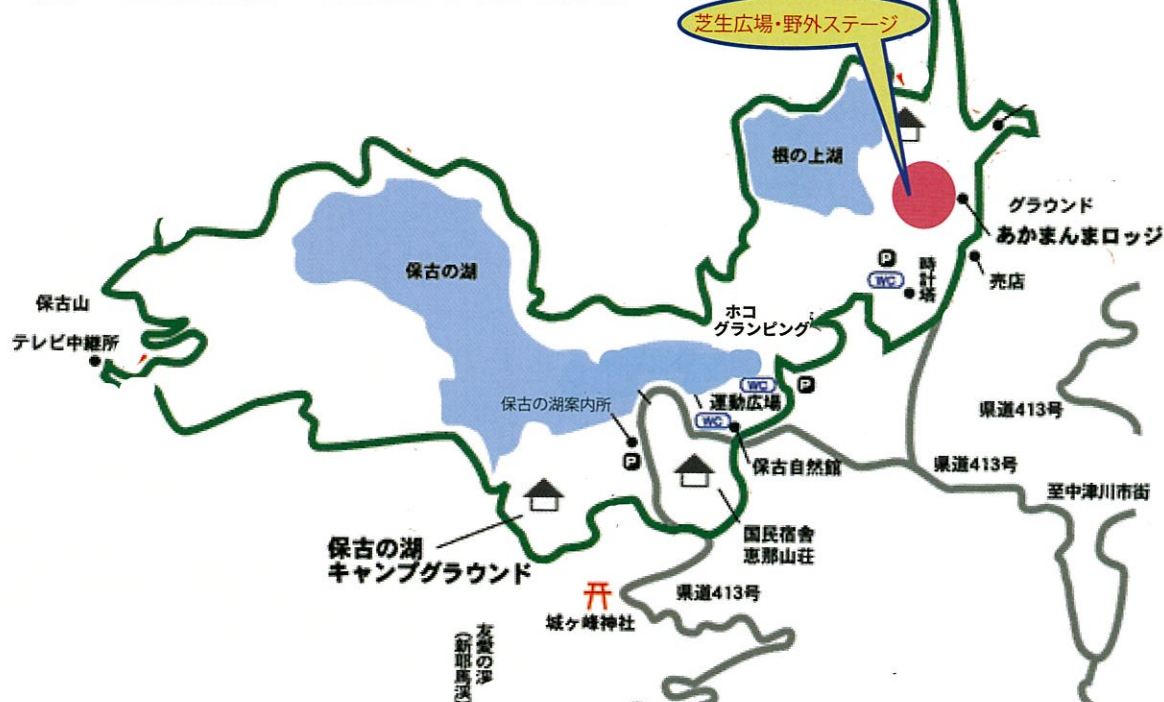 芝生広場・野外ステージ
根の上湖
グラウンド
あかまんまロッジ
P
WC
時計塔
売店
保古の湖
保古山
テレビ中継所
ホコ
グランピング
WC
P
運動広場
WC
保古の湖案内所
P
保古自然館
県道413号
県道413号
至中津川市街
国民宿舎
恵那山荘
保古の湖
キャンプグラウンド
県道413号
城ヶ峰神社
友愛の滝
(新耶馬渓)